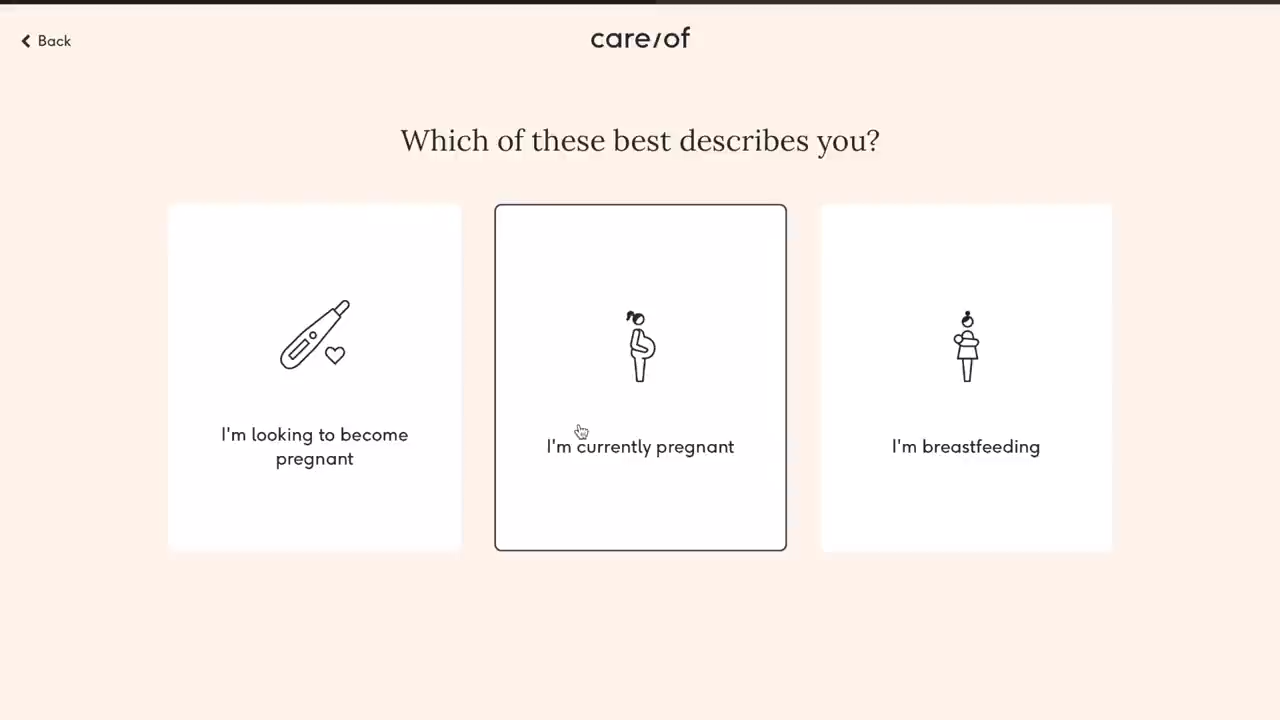 Back
care/of
Which of these best describes you?
I'm looking to become
pregnant
I'm currently pregnant
I'm breastfeeding